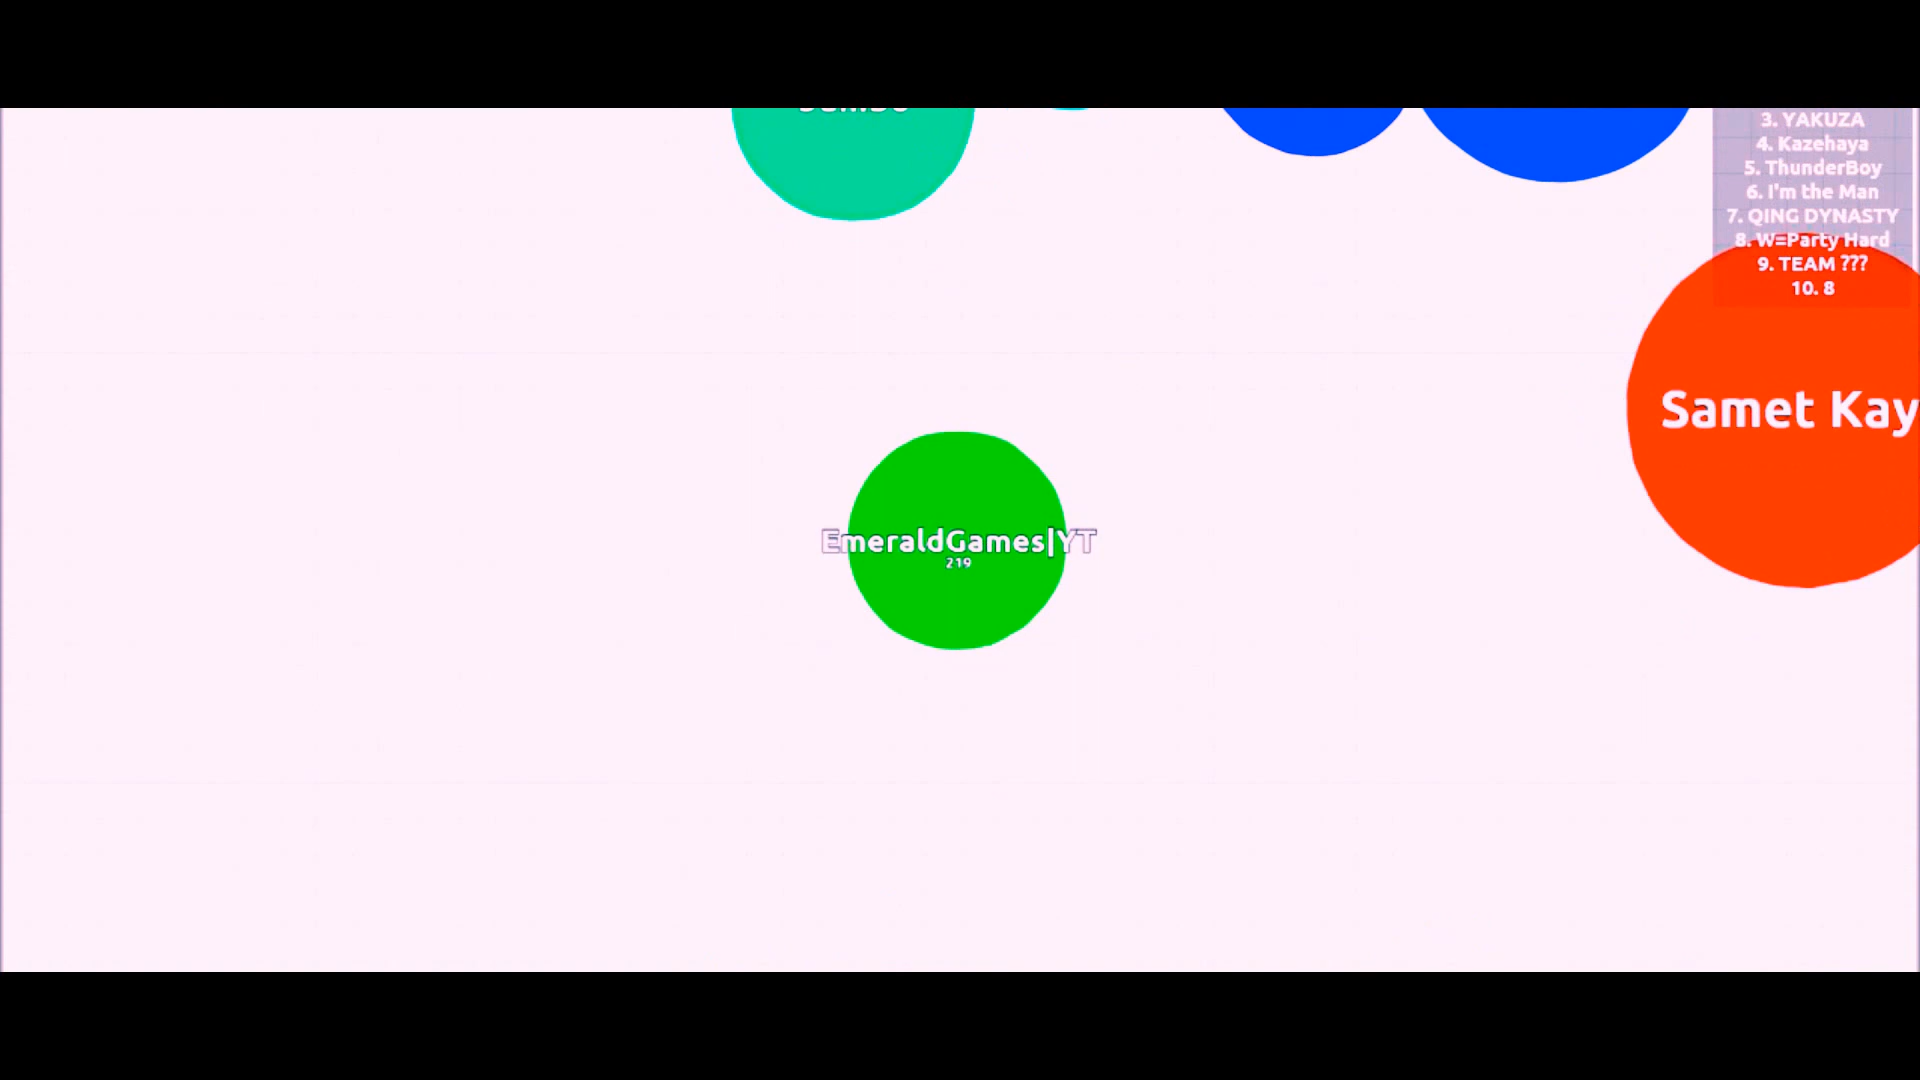 3. YAKUZA
4. Kazehaya
5. ThunderBoy
6. I'm the Man
7. QING DYNASTY
8. W=Party Hard
9. TEAM ???
10. 8
Samet Kay
EmeraldGames|YT
219